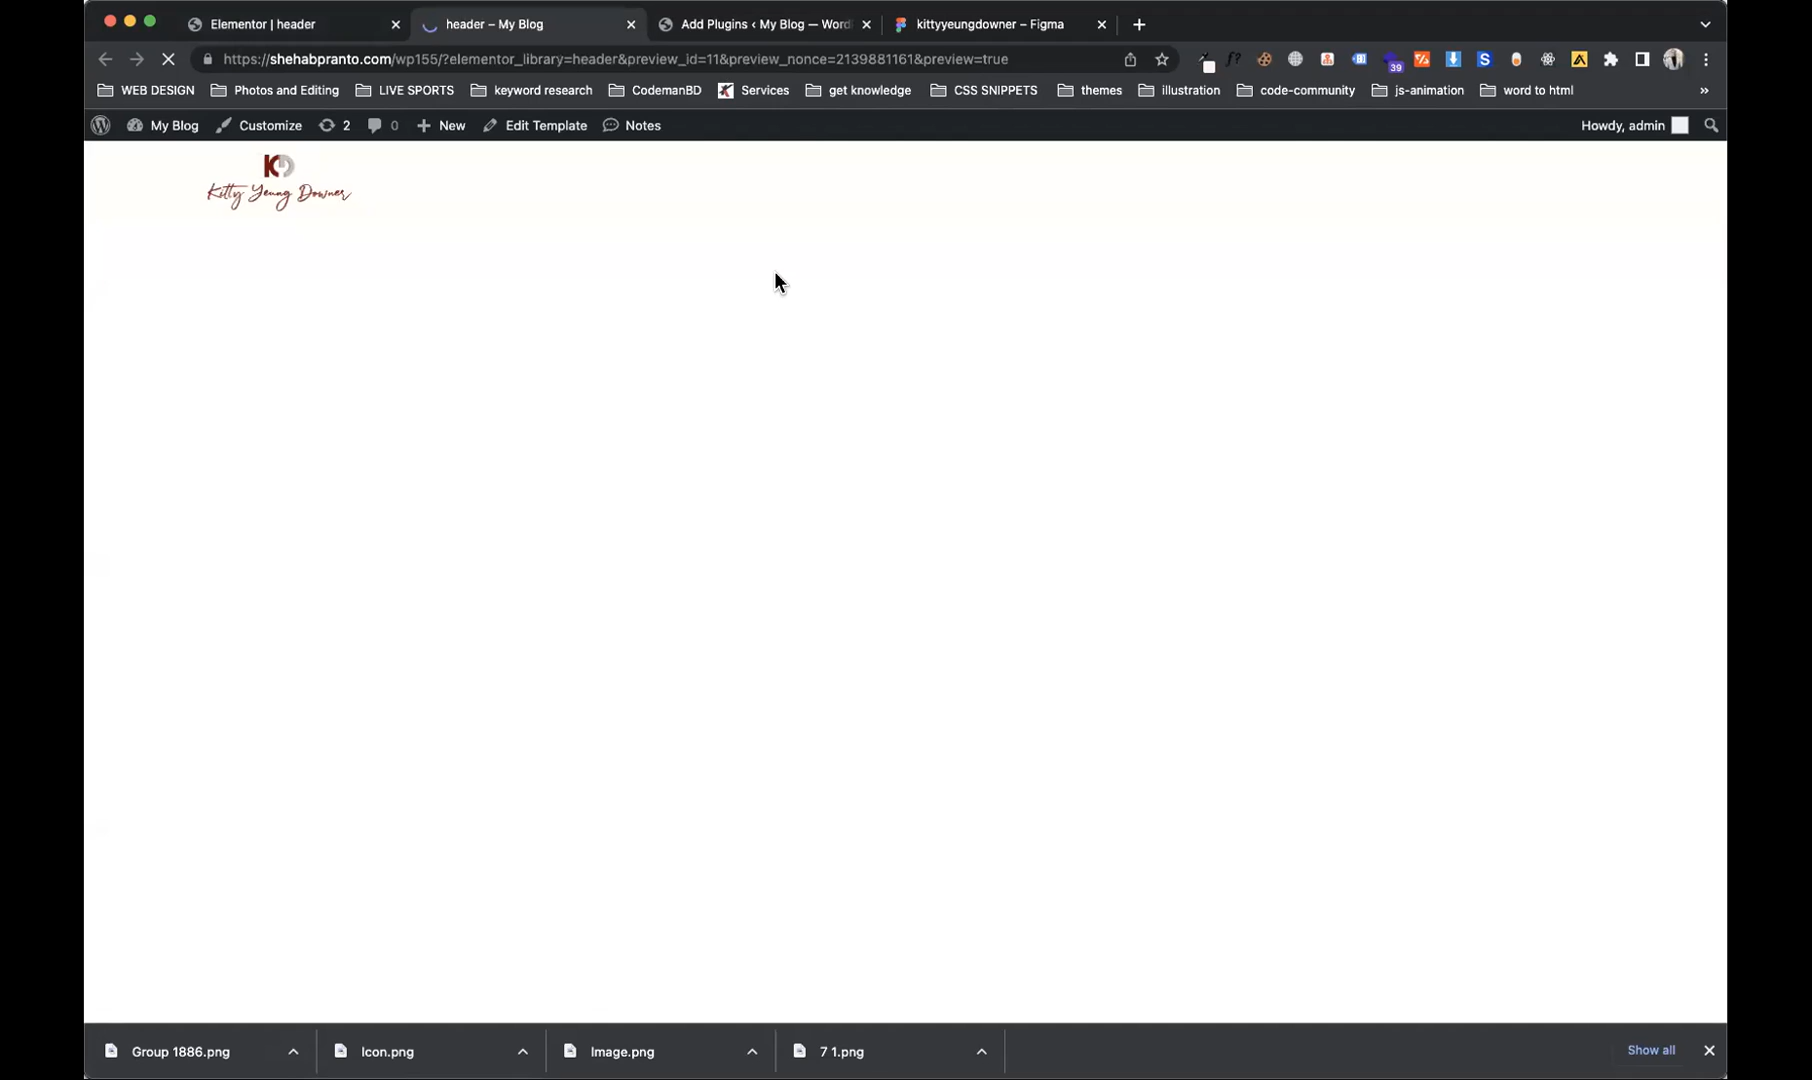 Elementor | header
header – My Blog
Add Plugins ‹ My Blog — Word
kittyyeungdowner – Figma
https://shehabpranto.com/wp155/?elementor_library=header&preview_id=11&preview_nonce=2139881161&preview=true
f?
39
S
WEB DESIGN
Photos and Editing
LIVE SPORTS
keyword research
CodemanBD
Services
get knowledge
CSS SNIPPETS
themes
illustration
code-community
js-animation
word to html
»
My Blog
Customize
2
0
New
Edit Template
Notes
Howdy, admin
KD
Kitty Yeung Downer
Group 1886.png
Icon.png
Image.png
7 1.png
Show all